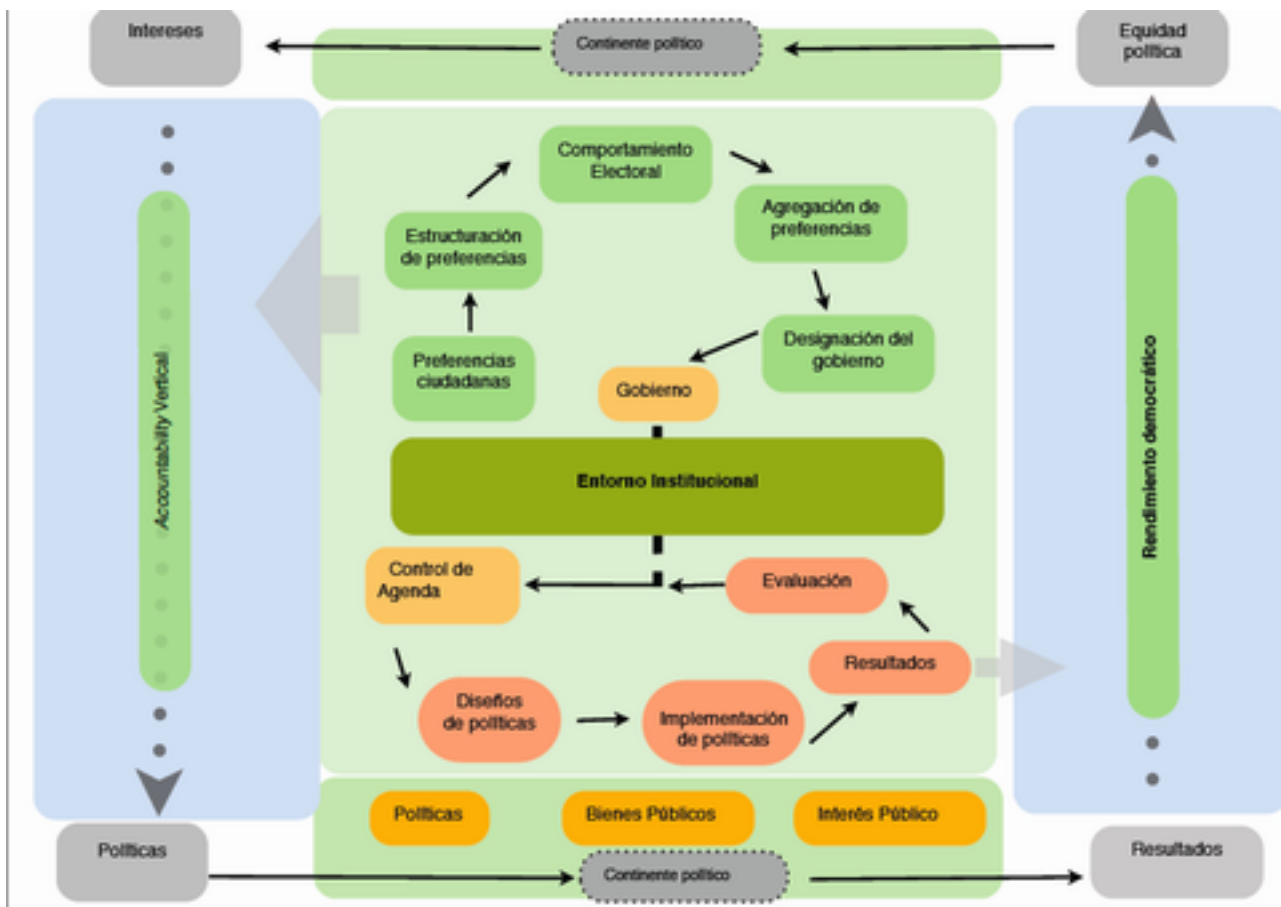 Intereses
Continente político
Equidad
política
Comportamiento
Electoral
Agregación de
preferencias
Estructuración
de preferencias
Designación del
gobierno
Preferencias
ciudadanas
Gobierno
Accountability Vertical
Rendimiento democrático
Entorno Institucional
Control de
Agenda
Evaluación
Resultados
Diseños
de políticas
Implementación
de políticas
Políticas
Bienes Públicos
Interés Público
Políticas
Continente político
Resultados